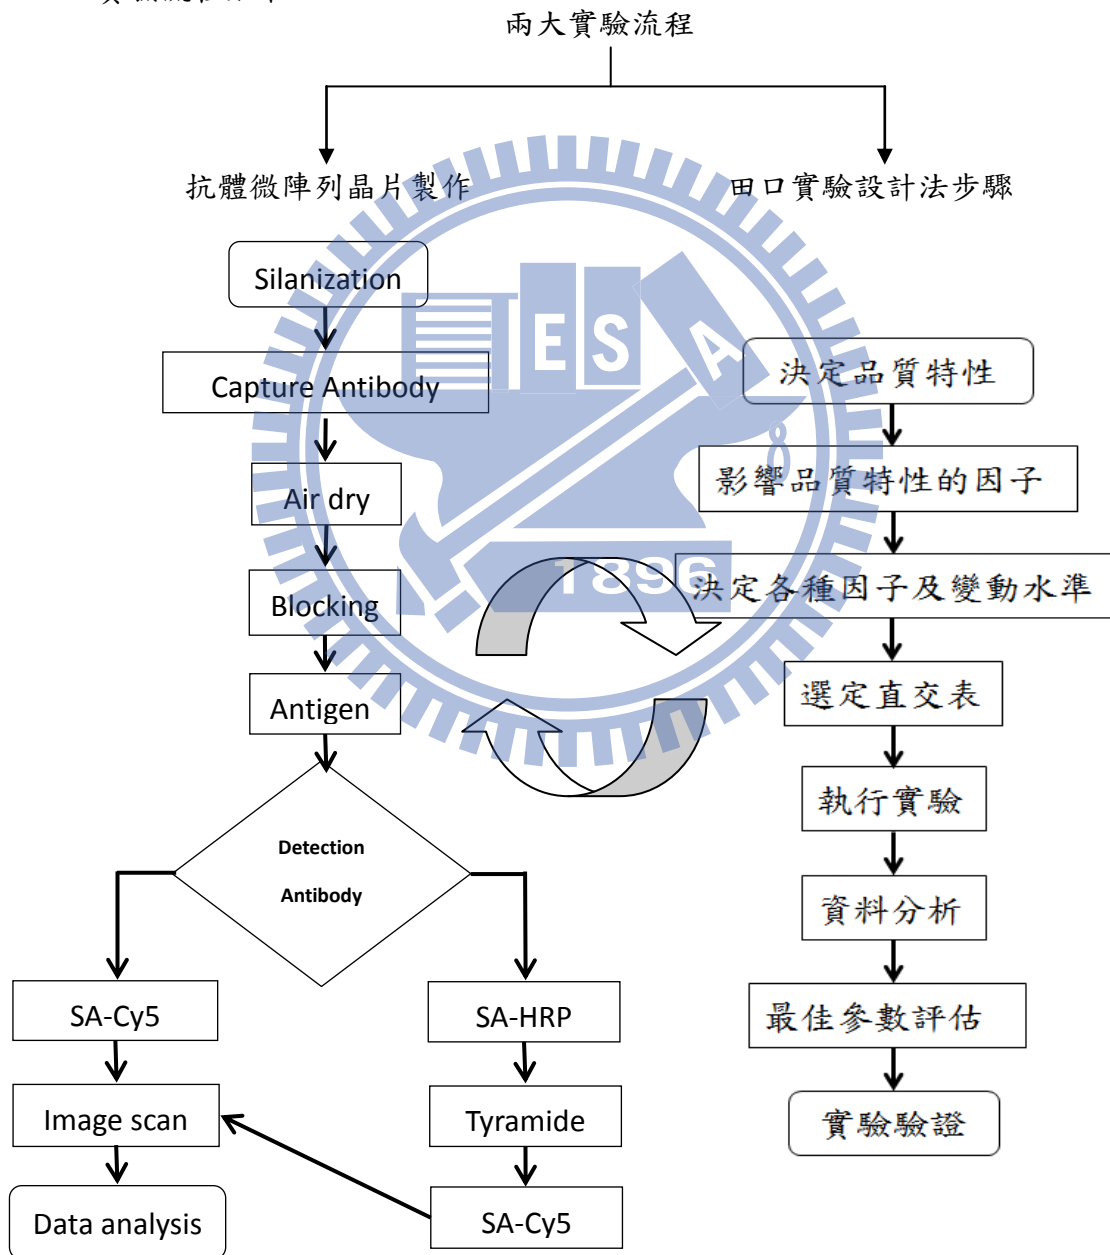 兩大實驗流程
抗體微陣列晶片製作
Silanization
Capture Antibody
Air dry
Blocking
Antigen
Detection
Antibody
SA-Cy5
Image scan
Data analysis
SA-HRP
Tyramide
SA-Cy5
田口實驗設計法步驟
決定品質特性
影響品質特性的因子
決定各種因子及變動水準
選定直交表
執行實驗
資料分析
最佳參數評估
實驗驗證
E S A
8
1896